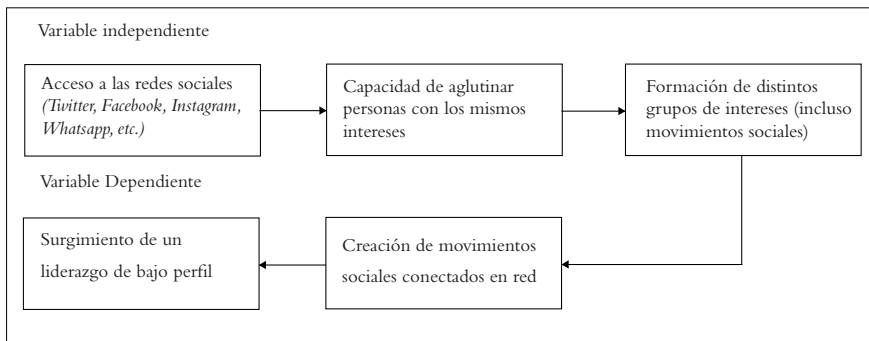 Variable independiente
Acceso a las redes sociales
(Twitter, Facebook, Instagram,
Whatsapp, etc.)
Capacidad de aglutinar
personas con los mismos
intereses
Formación de distintos
grupos de intereses (incluso
movimientos sociales)
Variable Dependiente
Surgimiento de un
liderazgo de bajo perfil
Creación de movimientos
sociales conectados en red